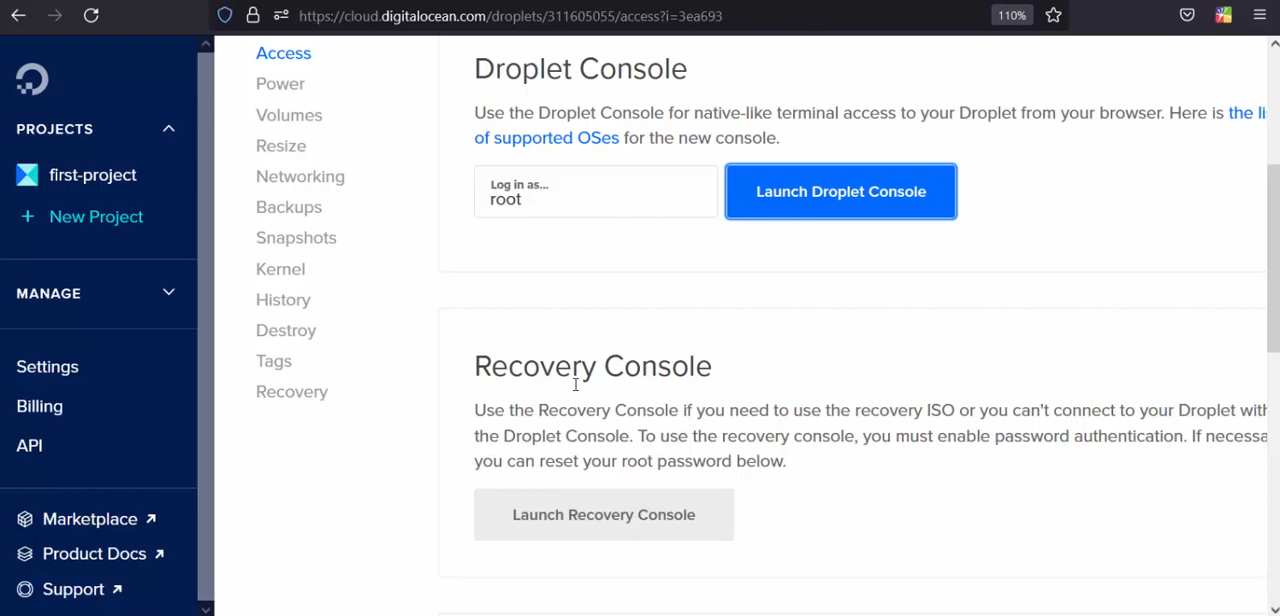 https://cloud.digitalocean.com/droplets/311605055/access?i=3ea693
110%
PROJECTS
first-project
+ New Project
MANAGE
Settings
Billing
API
Marketplace
Product Docs
Support
Access
Power
Volumes
Resize
Networking
Backups
Snapshots
Kernel
History
Destroy
Tags
Recovery
Droplet Console
Use the Droplet Console for native-like terminal access to your Droplet from your browser. Here is the
of supported OSes for the new console.
Log in as...
root
Launch Droplet Console
Recovery Console
Use the Recovery Console if you need to use the recovery ISO or you can't connect to your Droplet
the Droplet Console. To use the recovery console, you must enable password authentication. If
you can reset your root password below.
Launch Recovery Console